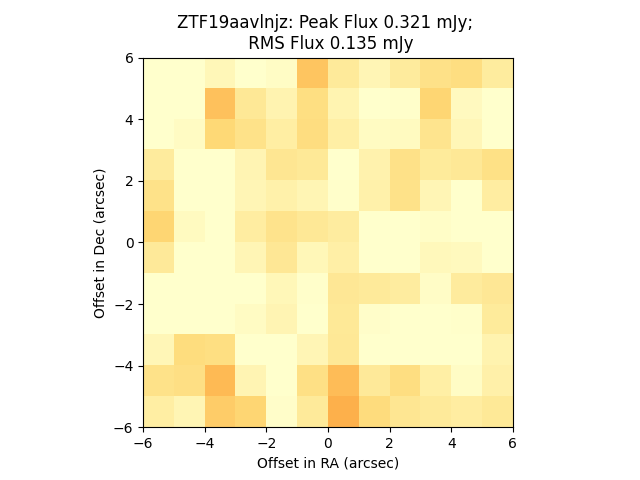 ZTF19aavlnjz: Peak Flux 0.321 mJy;
RMS Flux 0.135 mJy
6
4
2
0
−2
−4
−6
Offset in Dec (arcsec)
−6 −4 −2 0 2 4 6
Offset in RA (arcsec)